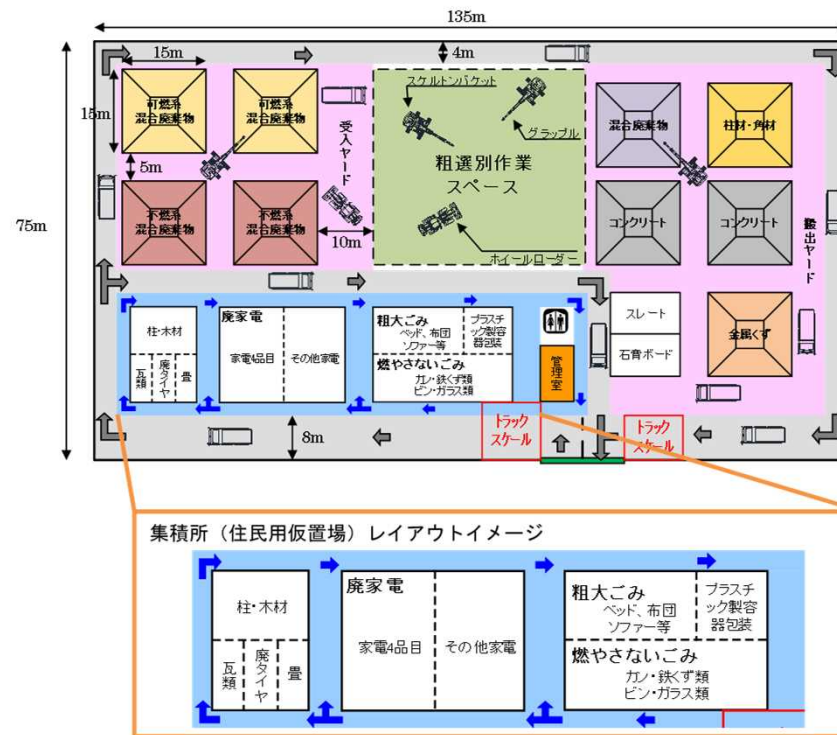 135m
15m
4m
スケルトンバケット
グラップル
可燃系
混合廃棄物
可燃系
混合廃棄物
受入ヤード
混合廃棄物
柱材・角材
15m
粗選別作業
スペース
5m
75m
不燃系
混合廃棄物
不燃系
混合廃棄物
コンクリート
コンクリート
搬出ヤード
10m
ホイールローダー
柱・木材
瓦類
廃タイヤ
畳
廃家電
家電4品目
その他家電
粗大ごみ
ベッド、布団
ソファー等
プラスチ
ック製容
器包装
燃やさないごみ
カン・鉄くず類
ビン・ガラス類
管理室
スレート
石膏ボード
金属くず
8m
トラック
スケール
トラック
スケール
集積所（住民用仮置場）レイアウトイメージ
柱・木材
瓦類
廃タイヤ
畳
廃家電
家電4品目
その他家電
粗大ごみ
ベッド、布団
ソファー等
プラスチ
ック製容
器包装
燃やさないごみ
カン・鉄くず類
ビン・ガラス類